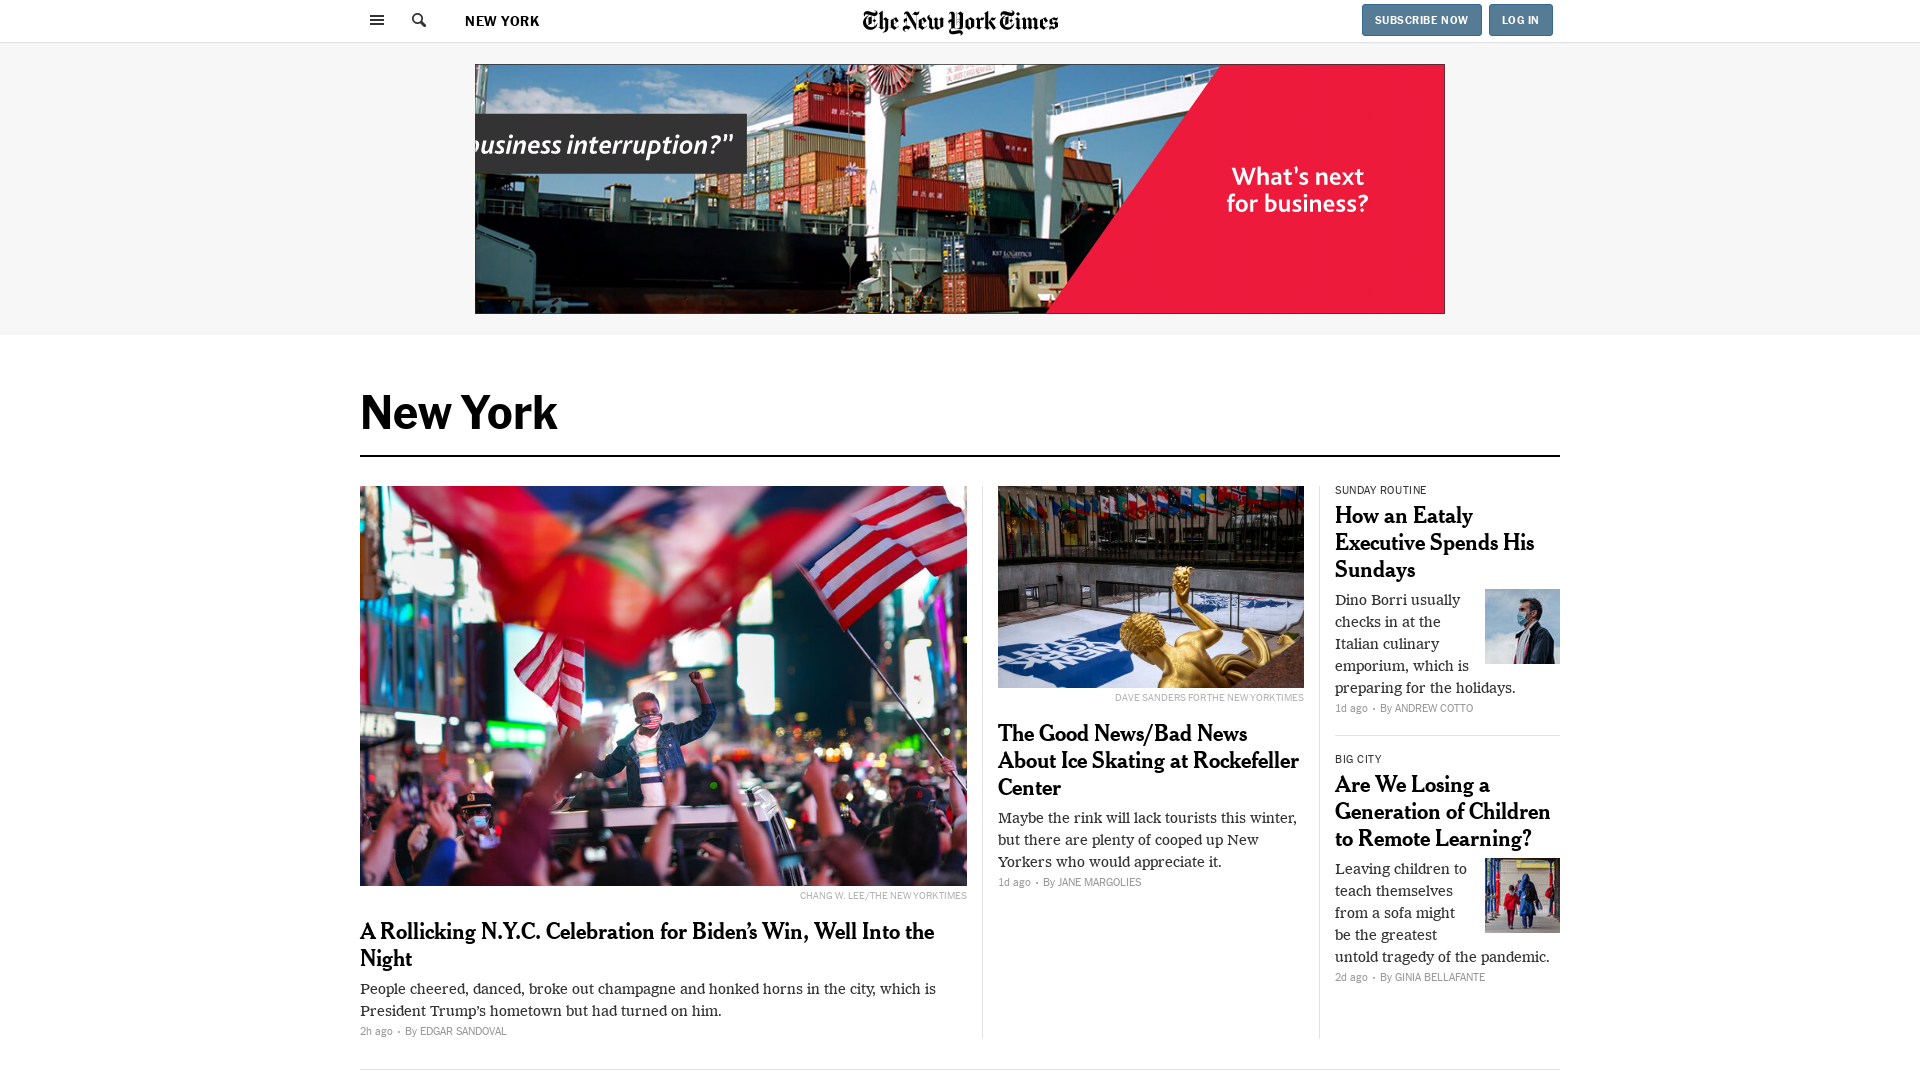 NEW YORK
The New York Times
SUBSCRIBE NOW
LOG IN
business interruption?”
What’s next
for business?
New York
CHANG W. LEE/THE NEW YORK TIMES
A Rollicking N.Y.C. Celebration for Biden’s Win, Well Into the
Night
People cheered, danced, broke out champagne and honked horns in the city, which is
President Trump’s hometown but had turned on him.
2h ago · By EDGAR SANDOVAL
DAVE SANDERS FOR THE NEW YORK TIMES
The Good News/Bad News
About Ice Skating at Rockefeller
Center
Maybe the rink will lack tourists this winter,
but there are plenty of cooped up New
Yorkers who would appreciate it.
1d ago · By JANE MARGOLIES
SUNDAY ROUTINE
How an Eataly
Executive Spends His
Sundays
Dino Borri usually
checks in at the
Italian culinary
emporium, which is
preparing for the holidays.
1d ago · By ANDREW COTTO
BIG CITY
Are We Losing a
Generation of Children
to Remote Learning?
Leaving children to
teach themselves
from a sofa might
be the greatest
untold tragedy of the pandemic.
2d ago · By GINIA BELLAFANTE